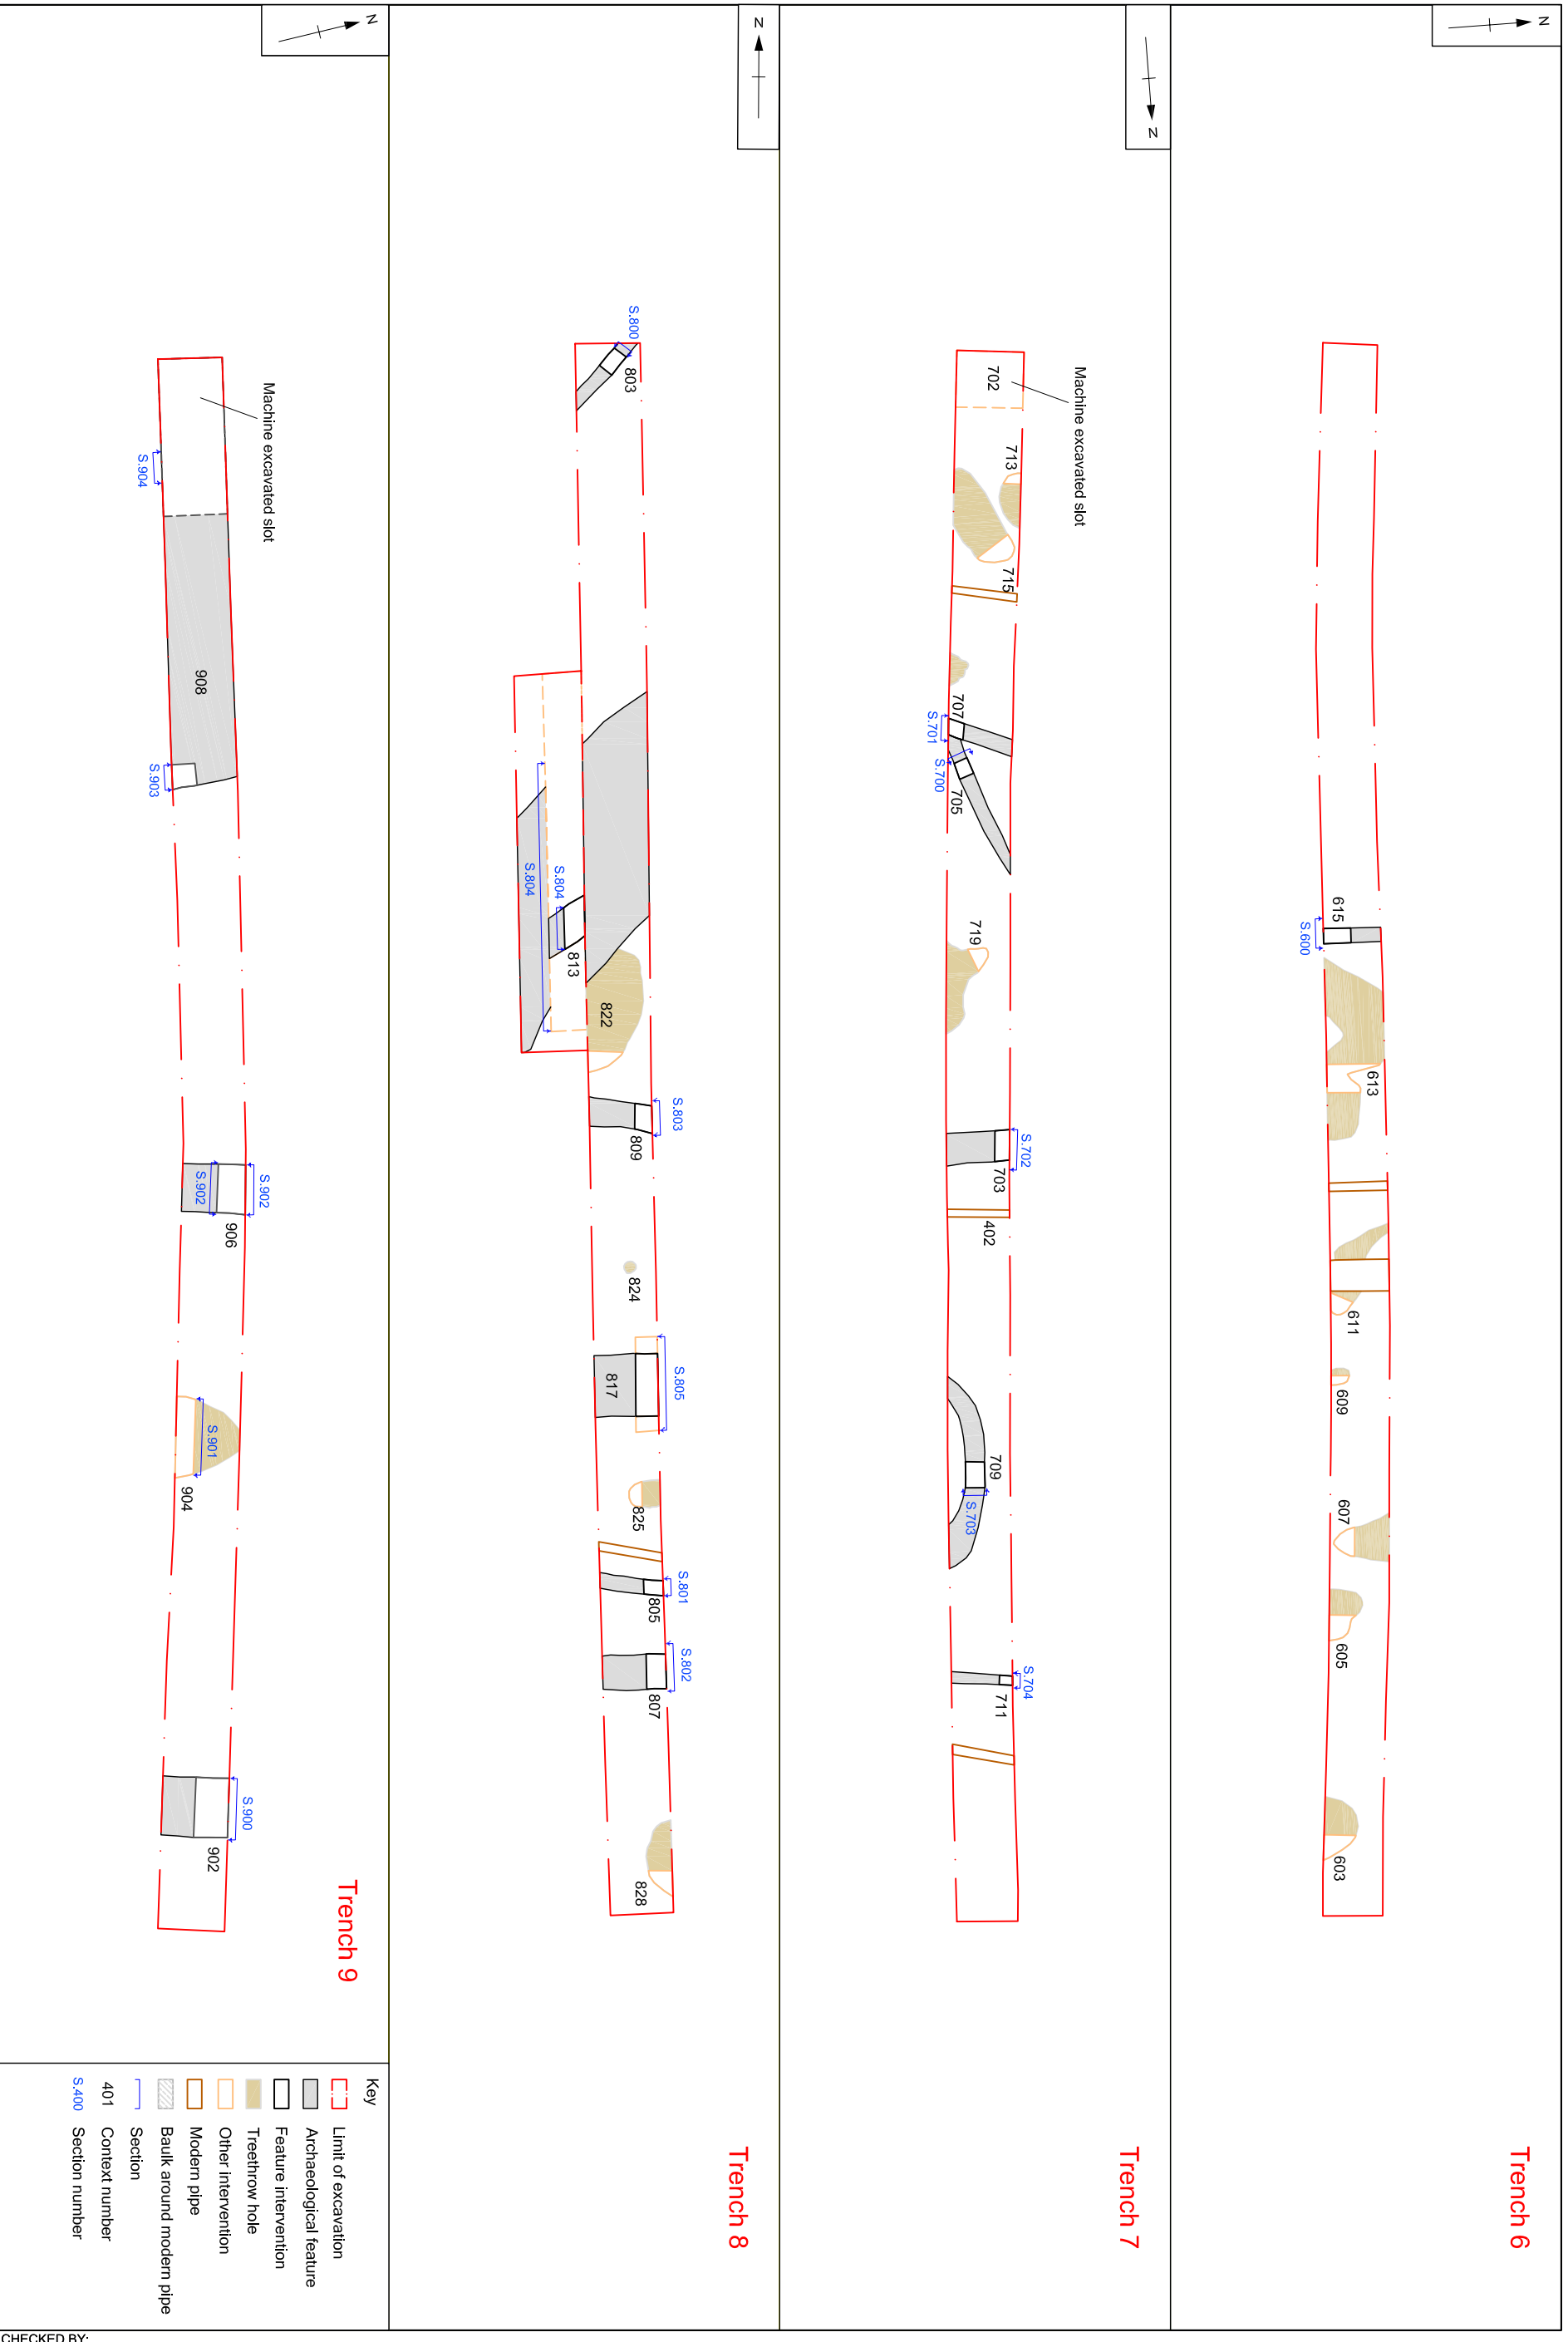 N
Trench 6
615
S.600
613
611
609
607
605
603
N
Trench 7
Machine excavated slot
702
713
715
707
S.701
S.700
705
719
S.702
703
402
709
S.703
S.704
711
N
Trench 8
S.800
803
S.804
S.804
813
822
S.803
809
824
S.805
817
825
S.801
805
S.802
807
828
N
Trench 9
Machine excavated slot
S.904
908
S.903
S.902
S.902
906
S.901
904
S.900
902
Key
Limit of excavation
Archaeological feature
Feature intervention
Treethrow hole
Other intervention
Modern pipe
Baulk around modern pipe
Section
401 Context number
S.400 Section number
CHECKED BY: